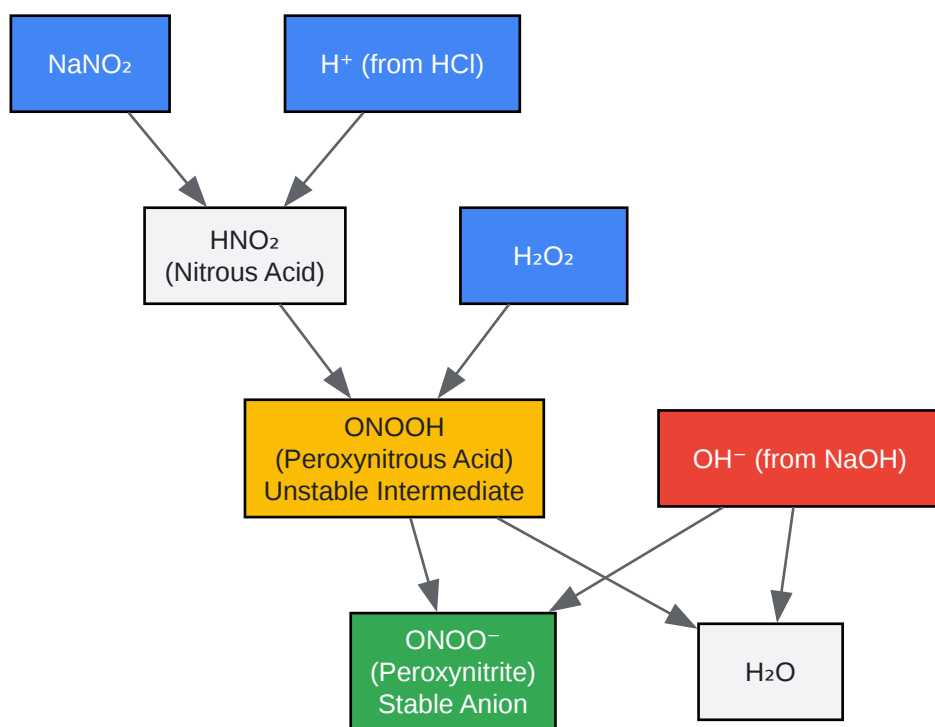 NaNO₂
H⁺ (from HCl)
HNO₂
(Nitrous Acid)
H₂O₂
ONOOH
(Peroxynitrous Acid)
Unstable Intermediate
OH⁻ (from NaOH)
ONOO⁻
(Peroxynitrite)
Stable Anion
H₂O